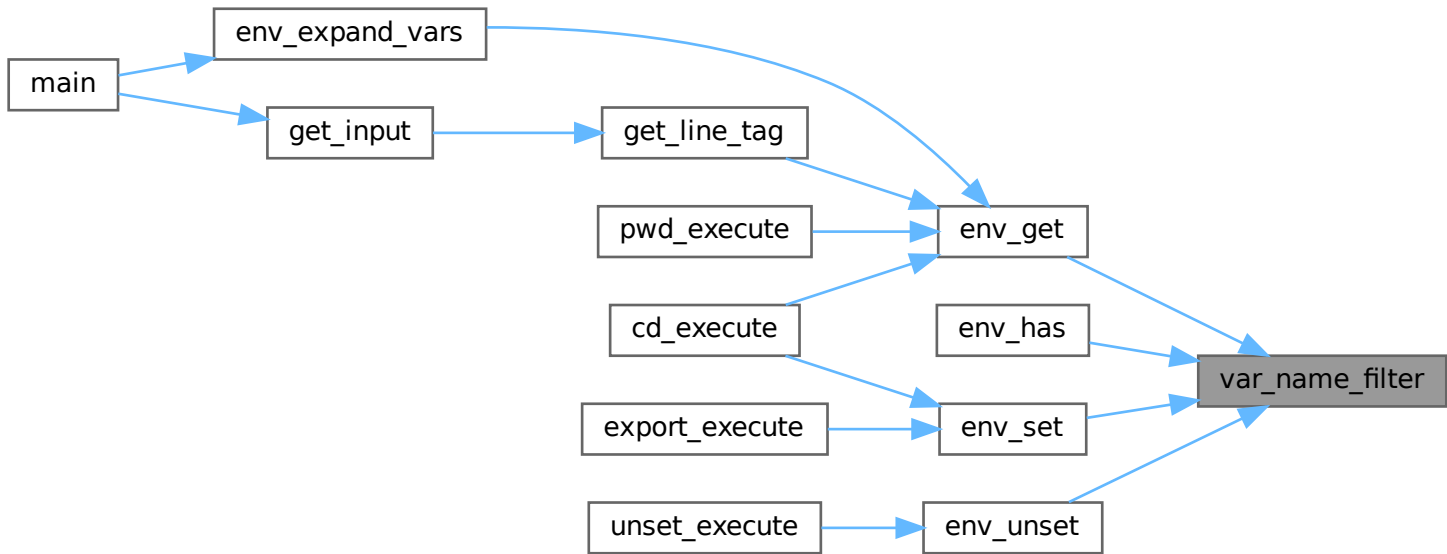 env_expand_vars
main
get_input
get_line_tag
pwd_execute
env_get
cd_execute
env_has
var_name_filter
export_execute
env_set
unset_execute
env_unset